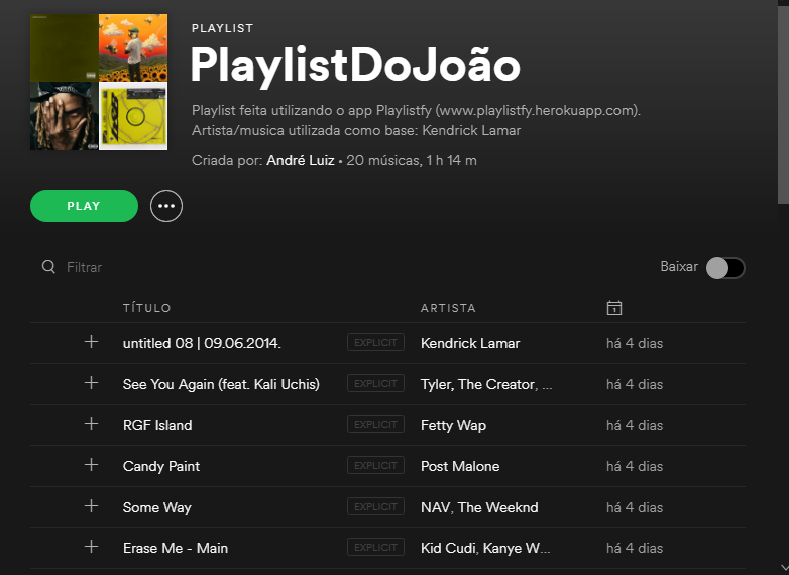 PLAYLIST
PlaylistDoJoão
Playlist feita utilizando o app Playlistfy (www.playlistfy.herokuapp.com).
Artista/musica utilizada como base: Kendrick Lamar
Criada por: André Luiz • 20 músicas, 1 h 14 m
PLAY
Filtrar
Baixar
TÍTULO ARTISTA
untitled 08 | 09.06.2014. EXPLICIT Kendrick Lamar há 4 dias
See You Again (feat. Kali Uchis) EXPLICIT Tyler, The Creator, ... há 4 dias
RGF Island EXPLICIT Fetty Wap há 4 dias
Candy Paint EXPLICIT Post Malone há 4 dias
Some Way EXPLICIT NAV, The Weeknd há 4 dias
Erase Me - Main EXPLICIT Kid Cudi, Kanye W... há 4 dias